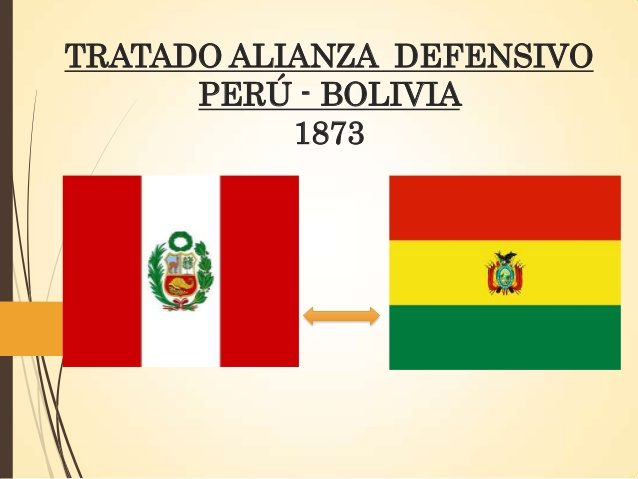 TRATADO ALIANZA DEFENSIVO
PERÚ - BOLIVIA
1873